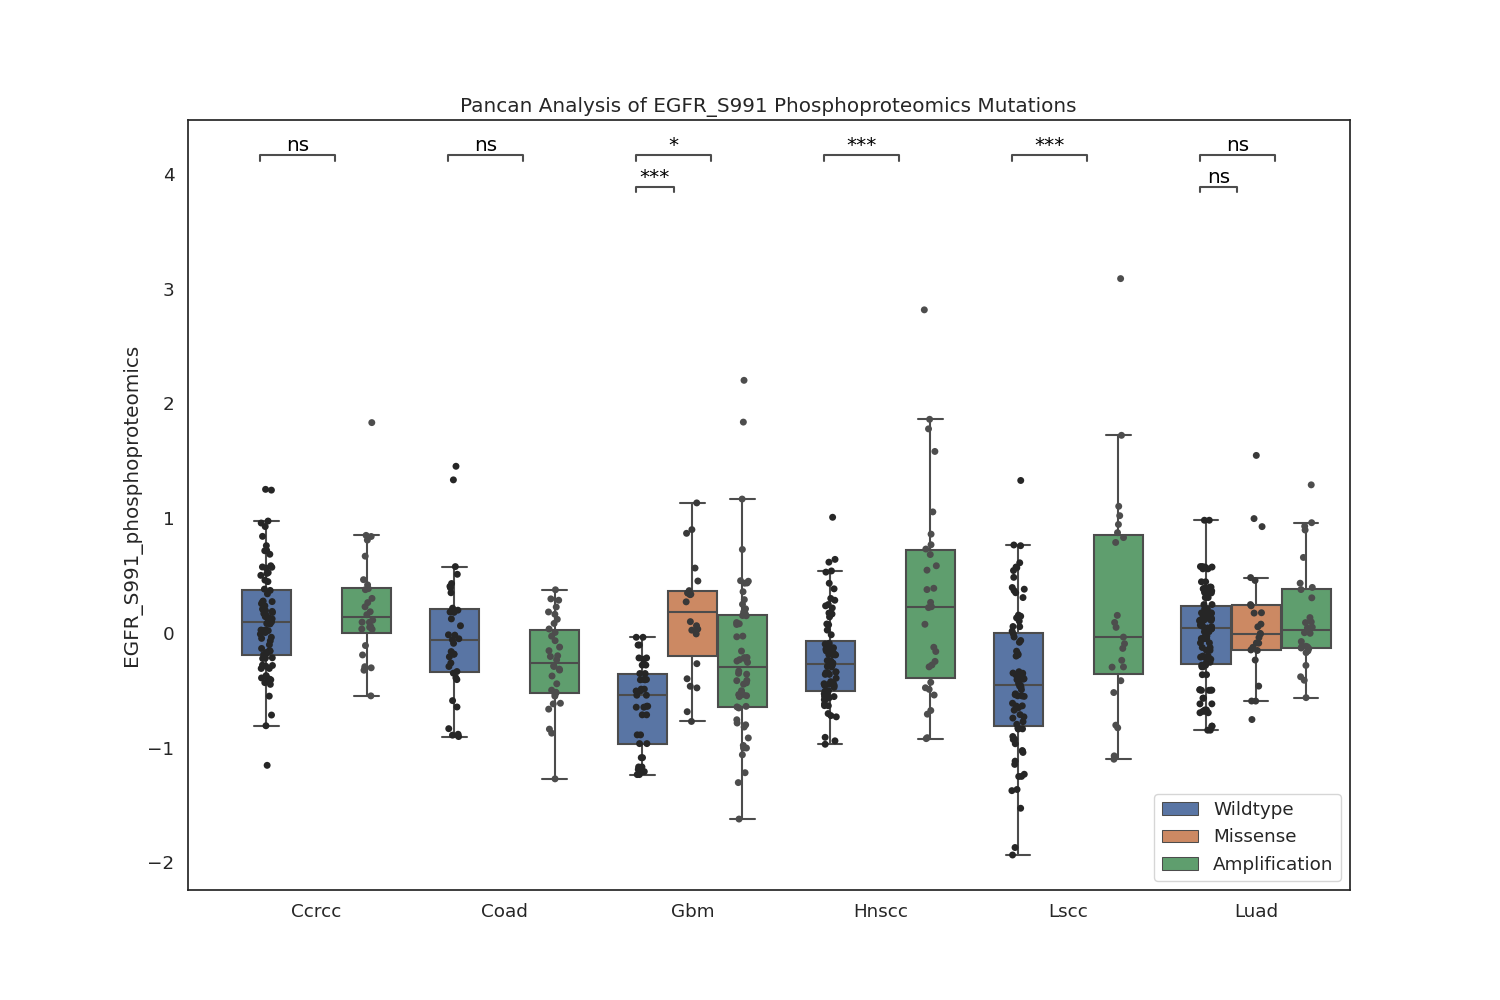 Pancan Analysis of EGFR_S991 Phosphoproteomics Mutations
ns
ns
*
***
***
ns
***
ns
EGFR_S991_phosphoproteomics
4
3
2
1
0
−1
−2
Wildtype
Missense
Amplification
Ccrcc
Coad
Gbm
Hnscc
Lscc
Luad